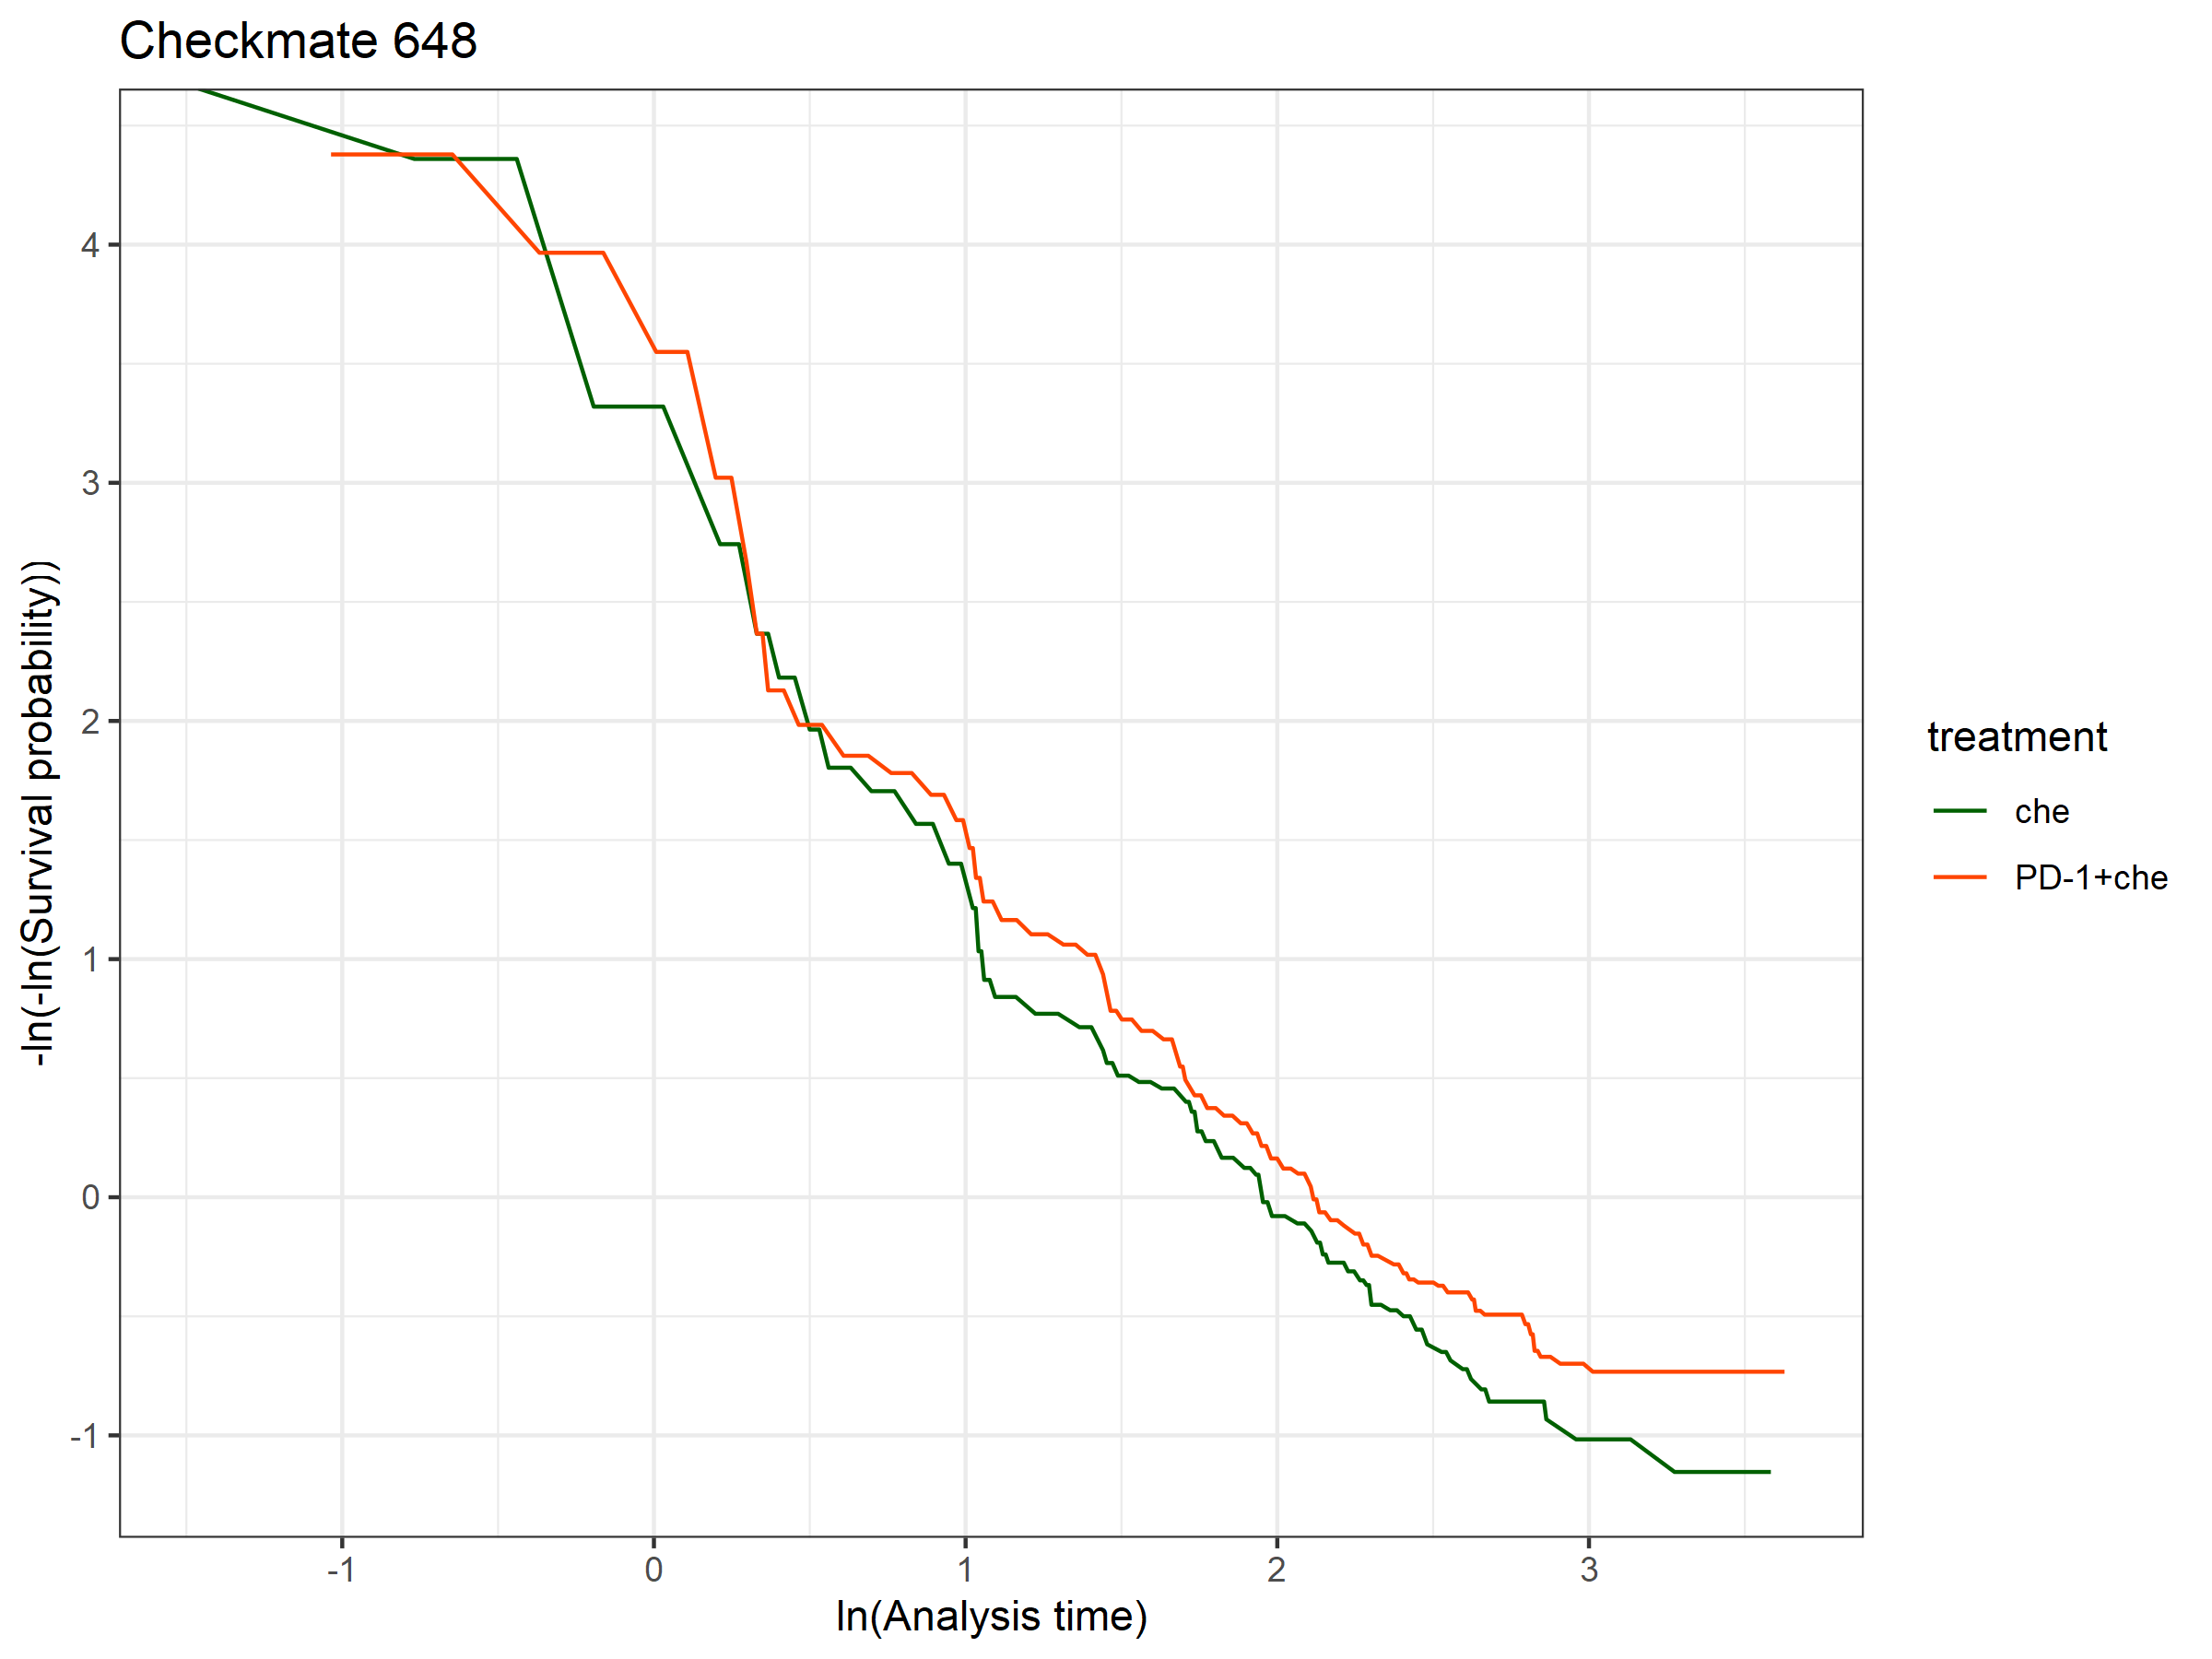 Checkmate 648
-ln(-ln(Survival probability)))
4
3
2
1
0
-1
-1
0
1
2
3
ln(Analysis time)
treatment
che
PD-1+che